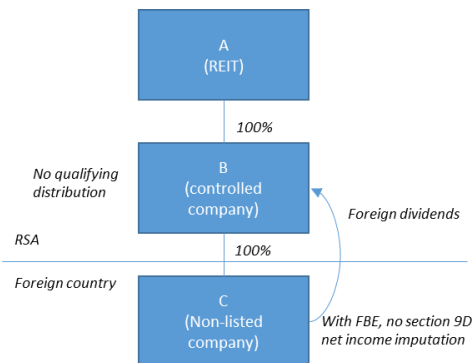 A
(REIT)
100%
B
(controlled
company)
No qualifying
distribution
Foreign dividends
RSA
100%
Foreign country
C
(Non-listed
company)
With FBE, no section 9D
net income imputation